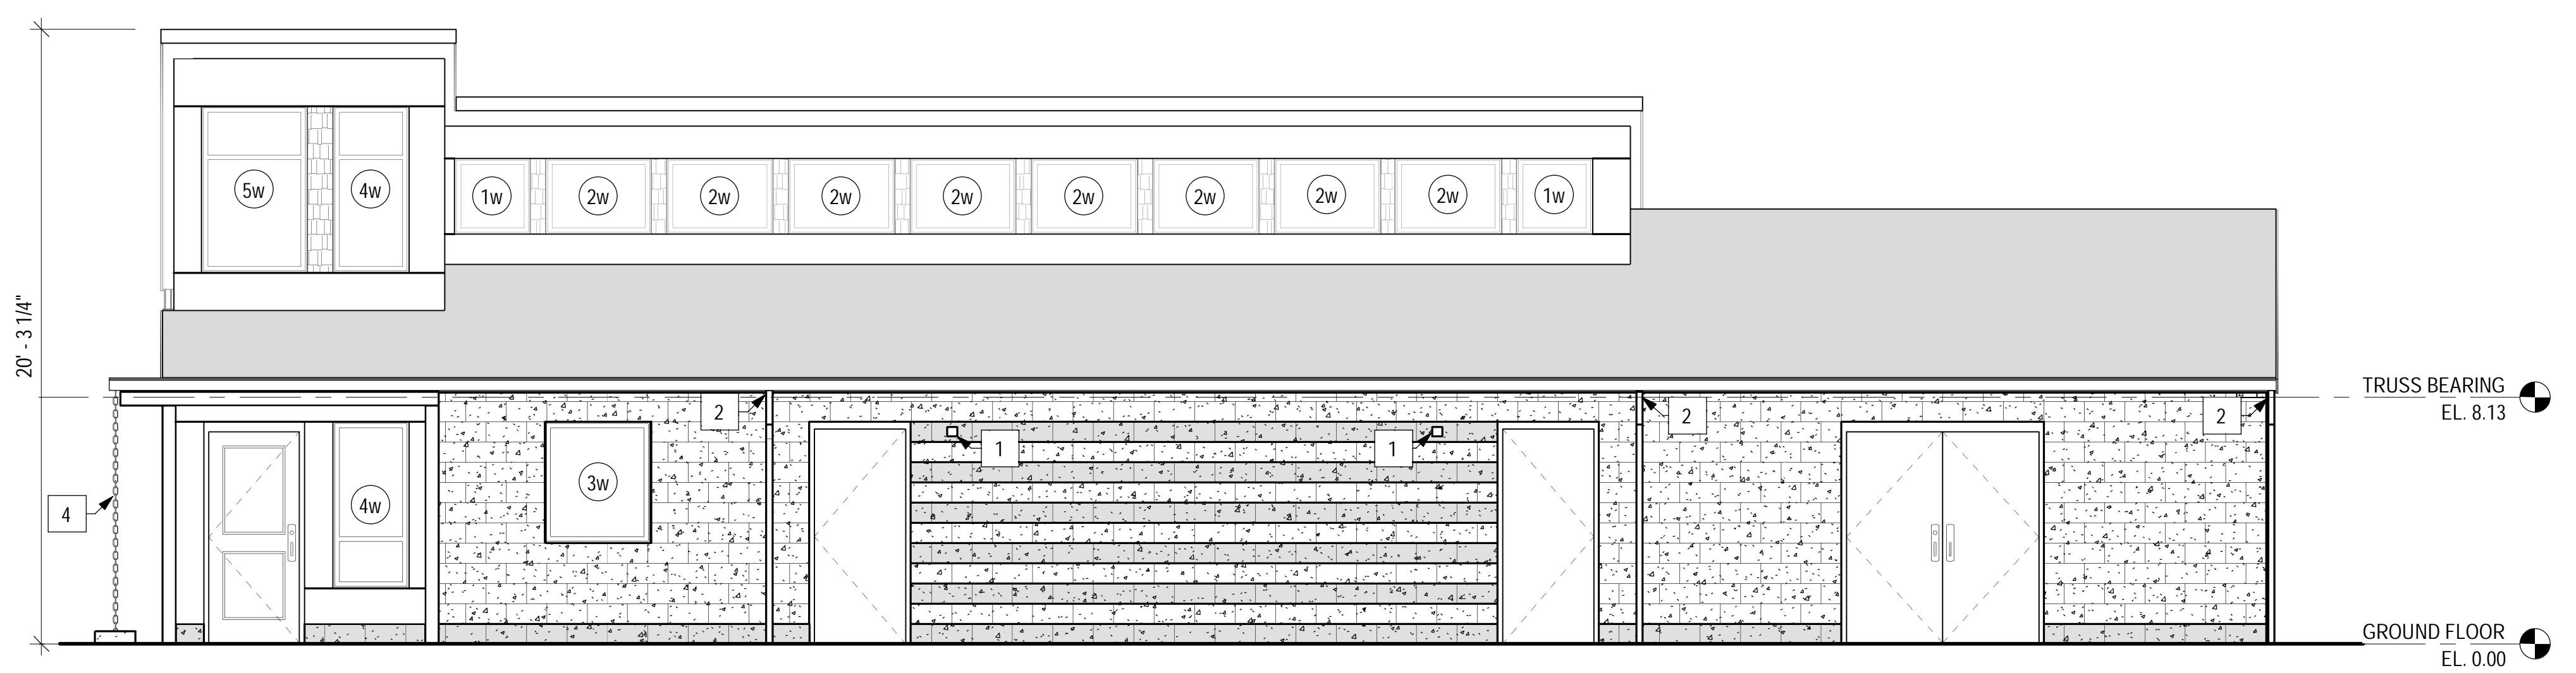 20' - 3 1/4"
5w
4w
1w
2w
2w
2w
2w
2w
2w
2w
2w
1w
TRUSS BEARING
EL. 8.13
2
2
2
1
1
3w
4w
4
GROUND FLOOR
EL. 0.00